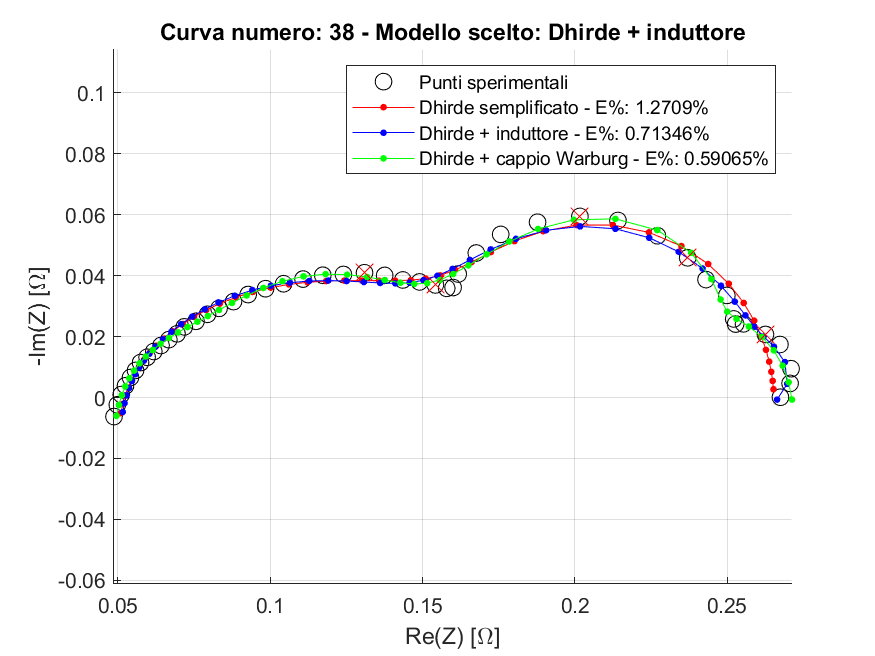 Curva numero: 38 - Modello scelto: Dhirde + induttore
Punti sperimentali
Dhirde semplificato - E%: 1.2709%
Dhirde + induttore - E%: 0.71346%
Dhirde + cappio Warburg - E%: 0.59065%
0.1
0.08
0.06
0.04
0.02
0
-0.02
-0.04
-0.06
-Im(Z) [Ω]
0.05
0.1
0.15
0.2
0.25
Re(Z) [Ω]